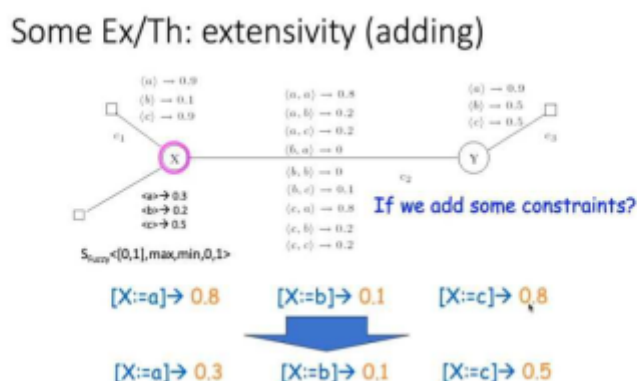 Some Ex/Th: extensivity (adding)
⟨a⟩ → 0.9
⟨b⟩ → 0.1
⟨c⟩ → 0.9
c₁
X
<a>→ 0.3
<b>→ 0.2
<c>→ 0.5
⟨a, a⟩ → 0.8
⟨a, b⟩ → 0.2
⟨a, c⟩ → 0.2
⟨b, a⟩ → 0
⟨b, b⟩ → 0
⟨b, c⟩ → 0.1
⟨c, a⟩ → 0.8
⟨c, b⟩ → 0.2
⟨c, c⟩ → 0.2
c₂
⟨a⟩ → 0.9
⟨b⟩ → 0.5
⟨c⟩ → 0.5
c₃
Y
If we add some constraints?
S_Fuzzy<[0,1],max,min,0,1>
[X:=a]→ 0.8 [X:=b]→ 0.1 [X:=c]→ 0.8
[X:=a]→ 0.3 [X:=b]→ 0.1 [X:=c]→ 0.5